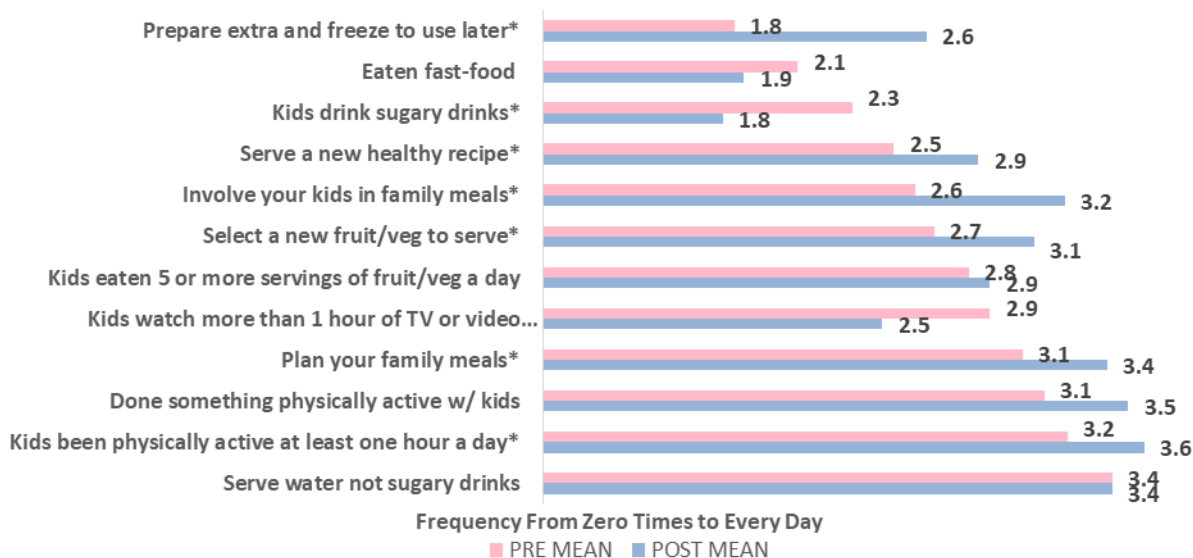 Prepare extra and freeze to use later* 1.8 2.6
Eaten fast-food 2.1 1.9
Kids drink sugary drinks* 2.3 1.8
Serve a new healthy recipe* 2.5 2.9
Involve your kids in family meals* 2.6 3.2
Select a new fruit/veg to serve* 2.7 3.1
Kids eaten 5 or more servings of fruit/veg a day 2.8 2.9
Kids watch more than 1 hour of TV or video... 2.9 2.5
Plan your family meals* 3.1 3.4
Done something physically active w/ kids 3.1 3.5
Kids been physically active at least one hour a day* 3.2 3.6
Serve water not sugary drinks 3.4 3.4
Frequency From Zero Times to Every Day
PRE MEAN POST MEAN